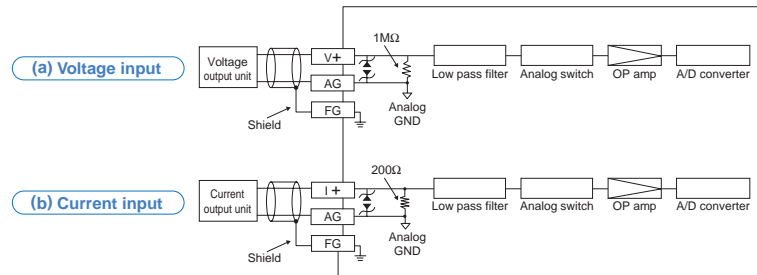 (a) Voltage input
Voltage
output unit
Shield
V+
AG
FG
1MΩ
Analog
GND
Low pass filter
Analog switch
OP amp
A/D converter
(b) Current input
Current
output unit
Shield
I +
AG
FG
200Ω
Analog
GND
Low pass filter
Analog switch
OP amp
A/D converter